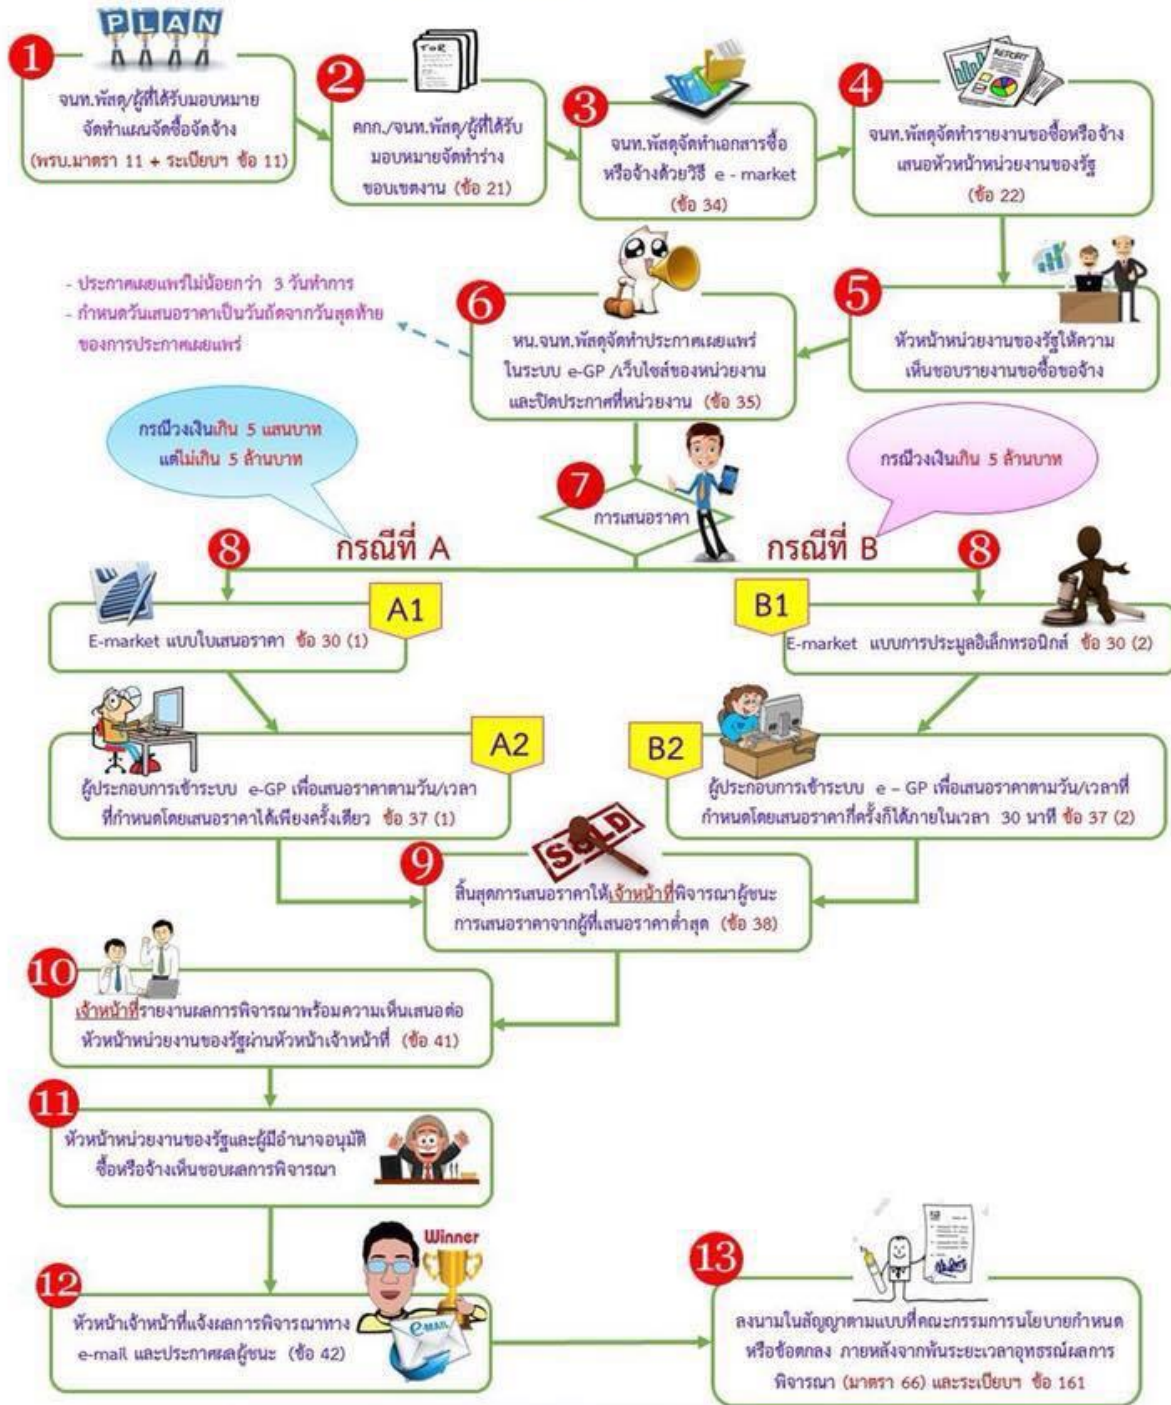 PLAN
1
จนท.พัสดุ/ผู้ที่ได้รับมอบหมาย
จัดทำแผนจัดซื้อจัดจ้าง
(พรบ.มาตรา 11 + ระเบียบฯ ข้อ 11)
TOR
2
คกก./จนท.พัสดุ/ผู้ที่ได้รับ
มอบหมายจัดทำร่าง
ขอบเขตงาน (ข้อ 21)
3
จนท.พัสดุจัดทำเอกสารซื้อ
หรือจ้างด้วยวิธี e - market
(ข้อ 34)
REPORT
4
จนท.พัสดุจัดทำรายงานขอซื้อหรือจ้าง
เสนอหัวหน้าหน่วยงานของรัฐ
(ข้อ 22)
5
หัวหน้าหน่วยงานของรัฐให้ความ
เห็นชอบรายงานขอซื้อขอจ้าง
6
หน.จนท.พัสดุจัดทำประกาศเผยแพร่
ในระบบ e-GP /เว็บไซส์ของหน่วยงาน
และปิดประกาศที่หน่วยงาน (ข้อ 35)
- ประกาศเผยแพร่ไม่น้อยกว่า 3 วันทำการ
- กำหนดวันเสนอราคาเป็นวันถัดจากวันสุดท้าย
ของการประกาศเผยแพร่
กรณีวงเงินเกิน 5 แสนบาท
แต่ไม่เกิน 5 ล้านบาท
7
การเสนอราคา
กรณีวงเงินเกิน 5 ล้านบาท
8
กรณีที่ A
กรณีที่ B
8
A1
E-market แบบใบเสนอราคา ข้อ 30 (1)
B1
E-market แบบการประมูลอิเล็กทรอนิกส์ ข้อ 30 (2)
A2
ผู้ประกอบการเข้าระบบ e-GP เพื่อเสนอราคาตามวัน/เวลา
ที่กำหนดโดยเสนอราคาได้เพียงครั้งเดียว ข้อ 37 (1)
B2
ผู้ประกอบการเข้าระบบ e – GP เพื่อเสนอราคาตามวัน/เวลาที่
กำหนดโดยเสนอราคากี่ครั้งก็ได้ภายในเวลา 30 นาที ข้อ 37 (2)
SOLD
9
สิ้นสุดการเสนอราคาให้เจ้าหน้าที่พิจารณาผู้ชนะ
การเสนอราคาจากผู้ที่เสนอราคาต่ำสุด (ข้อ 38)
10
เจ้าหน้าที่รายงานผลการพิจารณาพร้อมความเห็นเสนอต่อ
หัวหน้าหน่วยงานของรัฐผ่านหัวหน้าเจ้าหน้าที่ (ข้อ 41)
11
หัวหน้าหน่วยงานของรัฐและผู้มีอำนาจอนุมัติ
ซื้อหรือจ้างเห็นชอบผลการพิจารณา
Winner
12
หัวหน้าเจ้าหน้าที่แจ้งผลการพิจารณาทาง
e-mail และประกาศผลผู้ชนะ (ข้อ 42)
e-MAIL
13
ลงนามในสัญญาตามแบบที่คณะกรรมการนโยบายกำหนด
หรือข้อตกลง ภายหลังจากพ้นระยะเวลาอุทธรณ์ผลการ
พิจารณา (มาตรา 66) และระเบียบฯ ข้อ 161